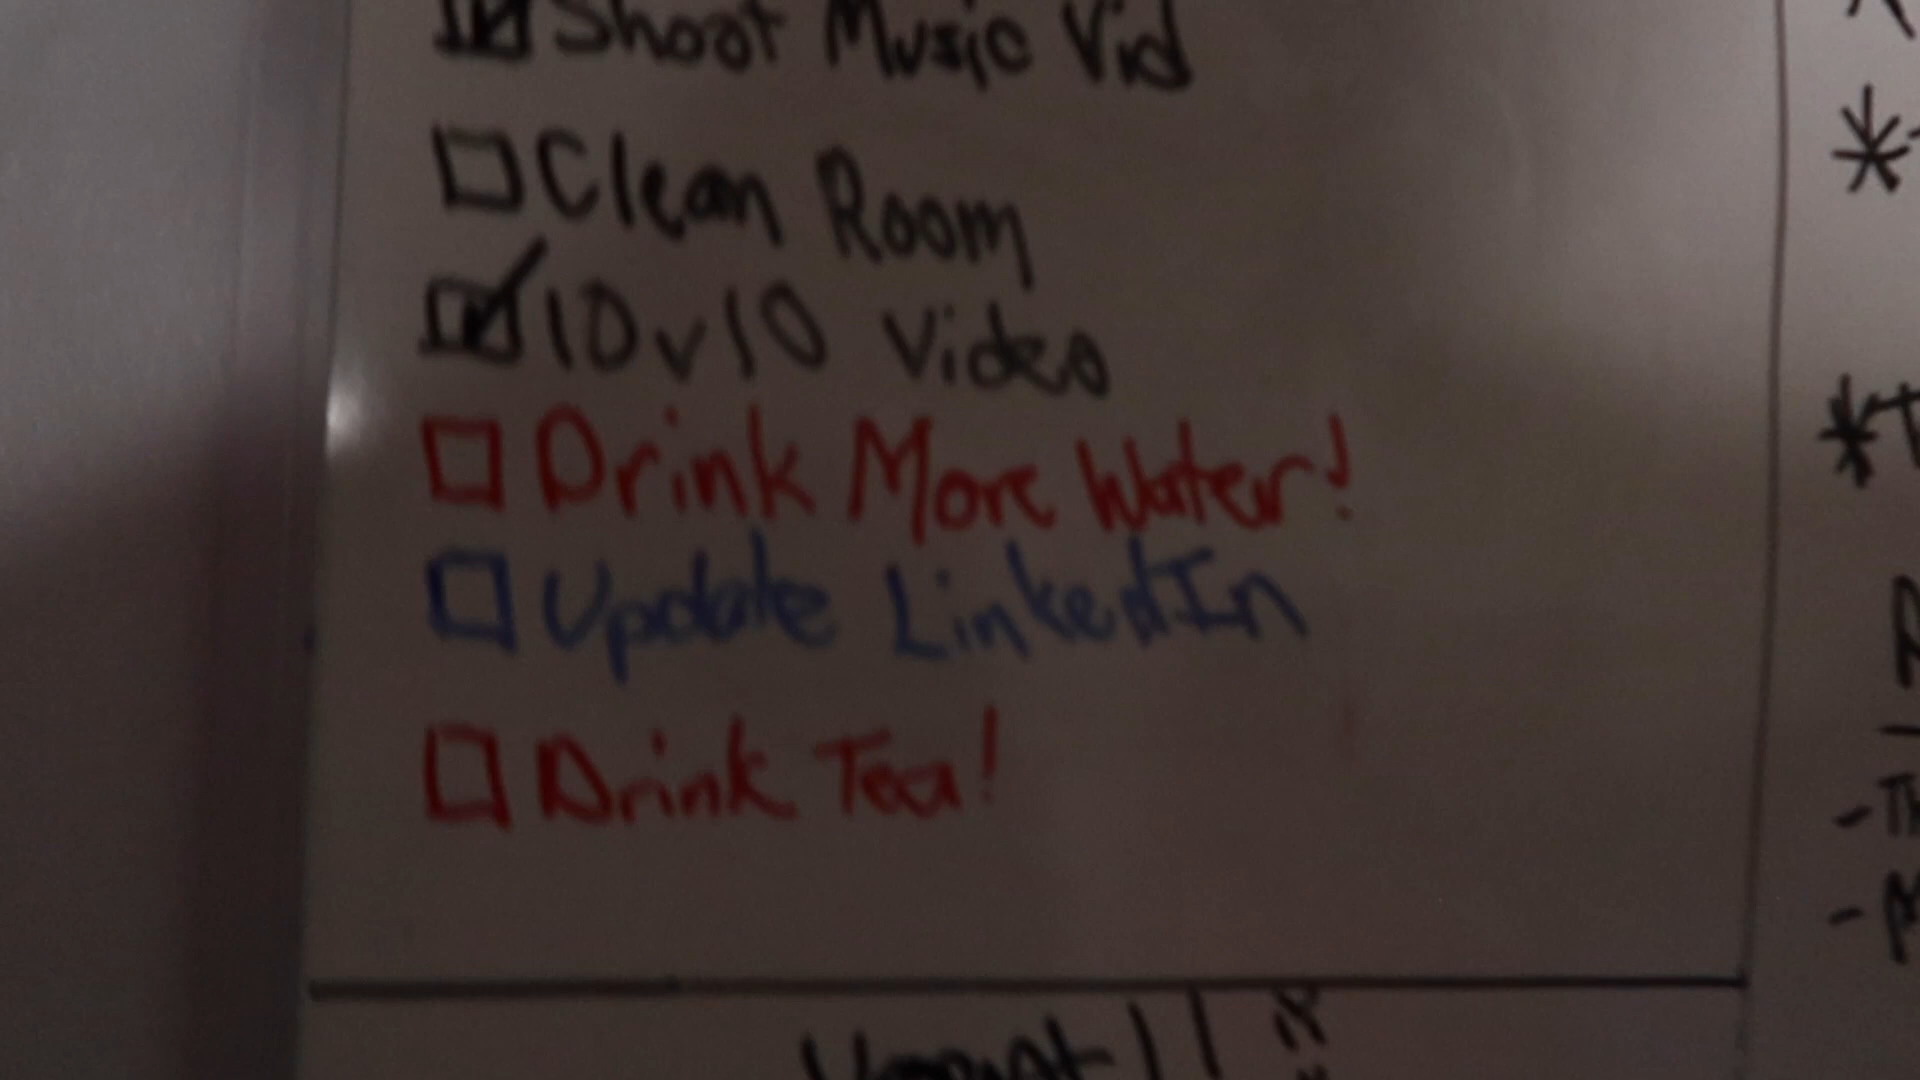 Shoot Music Vid
Clean Room
10v10 Video
Drink More Water!
Update LinkedIn
Drink Tea!